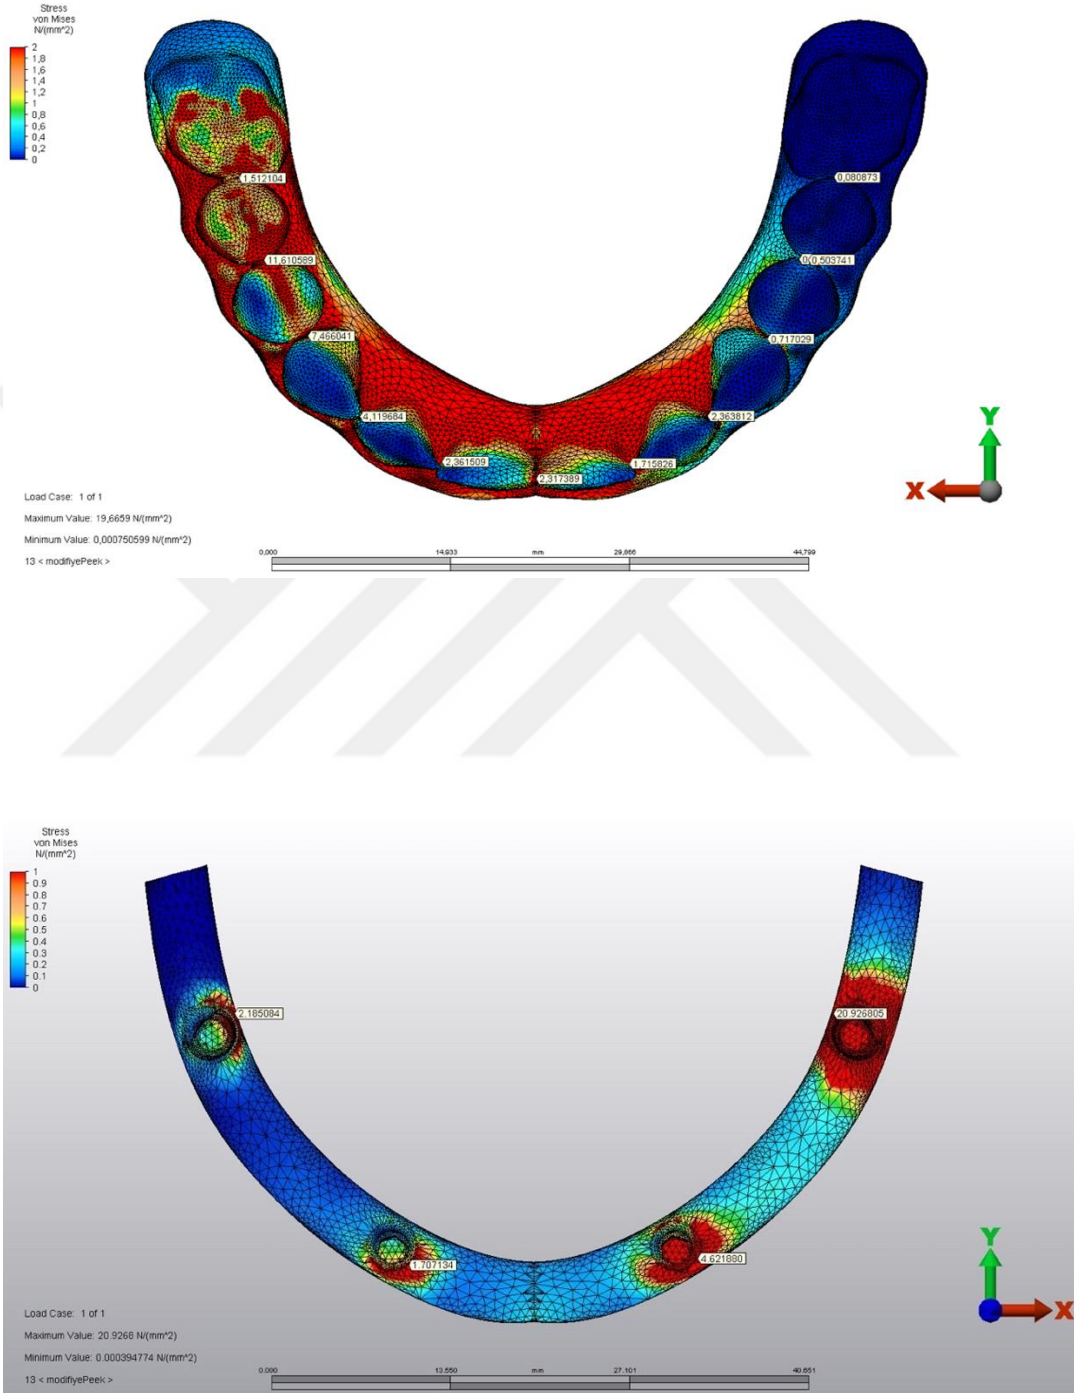 Stress
von Mises
N/(mm^2)
2
1,8
1,6
1,4
1,2
1
0,8
0,6
0,4
0,2
0
1,512104
11,610589
7,466041
4,119684
2,361509
2,317389
1,715826
2,363812
0,717029
0,503741
0,080873
Y
X
Load Case: 1 of 1
Maximum Value: 19,6659 N/(mm^2)
Minimum Value: 0,000750599 N/(mm^2)
13 < modifiyePeek >
0,000 14,933 mm 29,866 44,799
Stress
von Mises
N/(mm^2)
1
0.9
0.8
0.7
0.6
0.5
0.4
0.3
0.2
0.1
0
2.185084
20.926805
1.707134
4.621880
Y
X
Load Case: 1 of 1
Maximum Value: 20.9268 N/(mm^2)
Minimum Value: 0.000394774 N/(mm^2)
13 < modifiyePeek >
0.000 13.550 mm 27.101 40.651